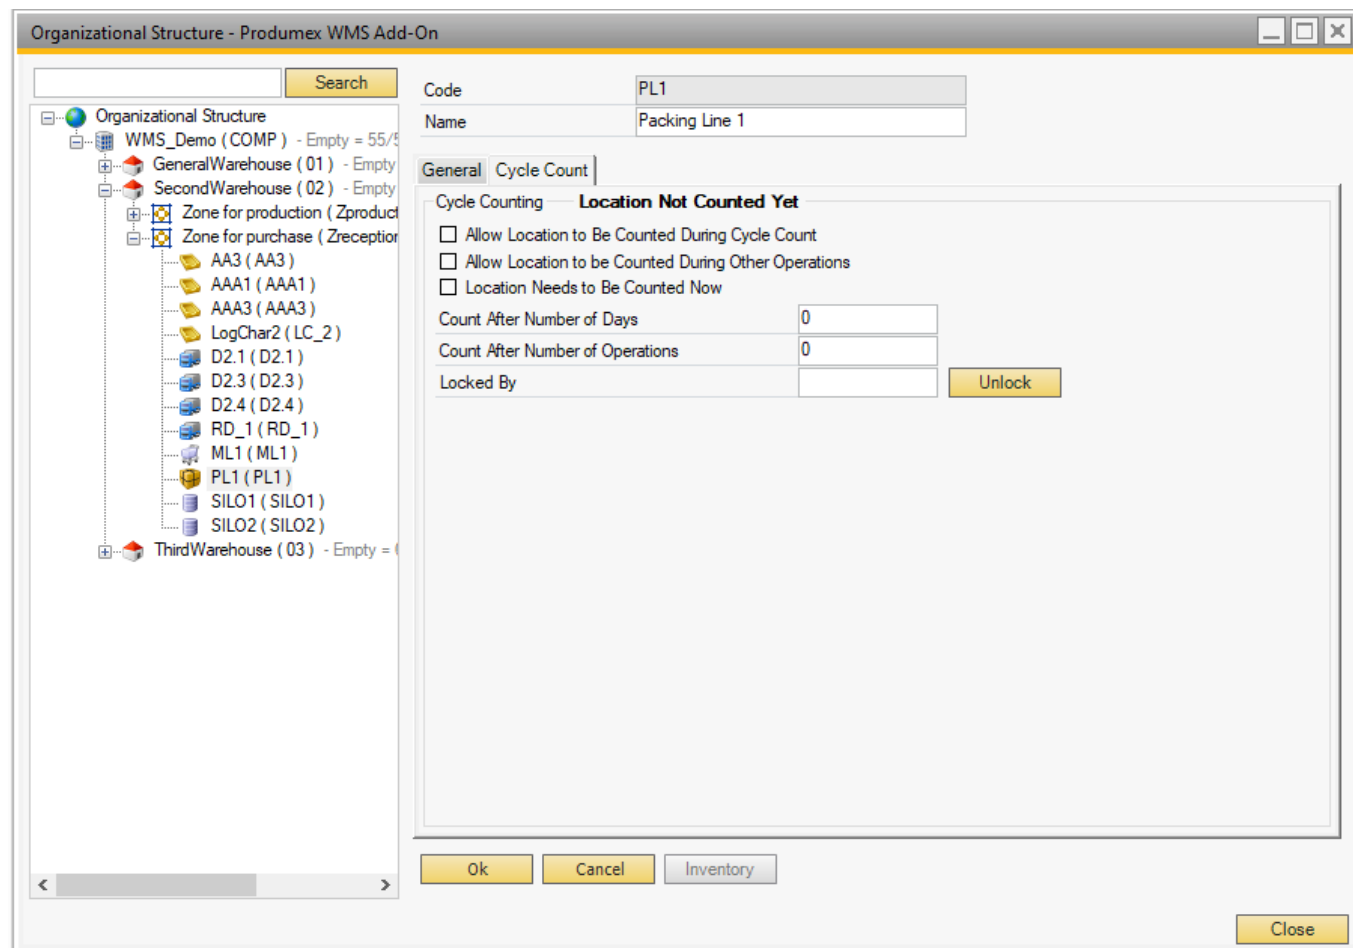 Organizational Structure - Produmex WMS Add-On
Search
Organizational Structure
WMS_Demo ( COMP ) - Empty = 55/5
GeneralWarehouse ( 01 ) - Empty
SecondWarehouse ( 02 ) - Empty
Zone for production ( Zproduct
Zone for purchase ( Zreception
AA3 ( AA3 )
AAA1 ( AAA1 )
AAA3 ( AAA3 )
LogChar2 ( LC_2 )
D2.1 ( D2.1 )
D2.3 ( D2.3 )
D2.4 ( D2.4 )
RD_1 ( RD_1 )
ML1 ( ML1 )
PL1 ( PL1 )
SILO1 ( SILO1 )
SILO2 ( SILO2 )
ThirdWarehouse ( 03 ) - Empty =
Code PL1
Name Packing Line 1
General Cycle Count
Cycle Counting Location Not Counted Yet
Allow Location to Be Counted During Cycle Count
Allow Location to be Counted During Other Operations
Location Needs to Be Counted Now
Count After Number of Days 0
Count After Number of Operations 0
Locked By Unlock
Ok Cancel Inventory
Close